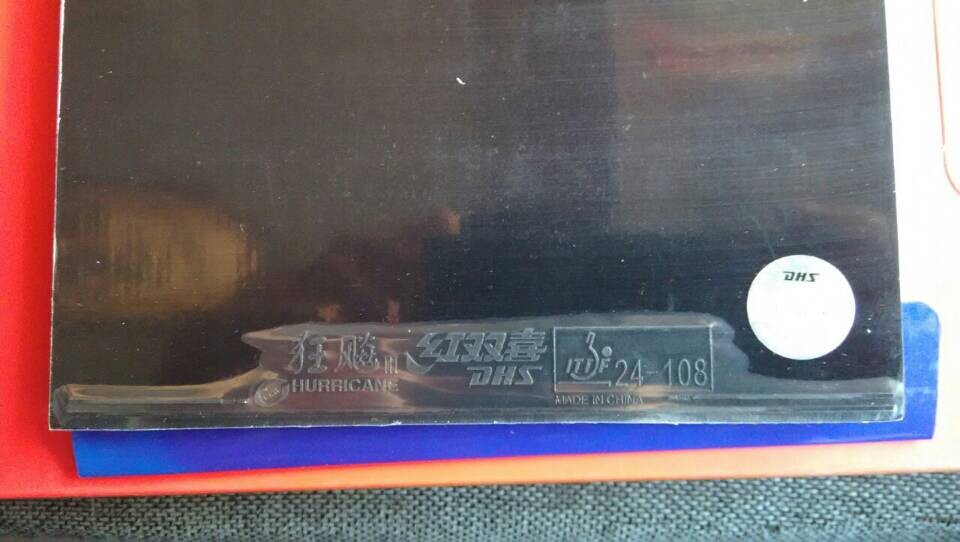 DHS
狂飚III 红双喜 ITTF 24-108
HURRICANE DHS
MADE IN CHINA